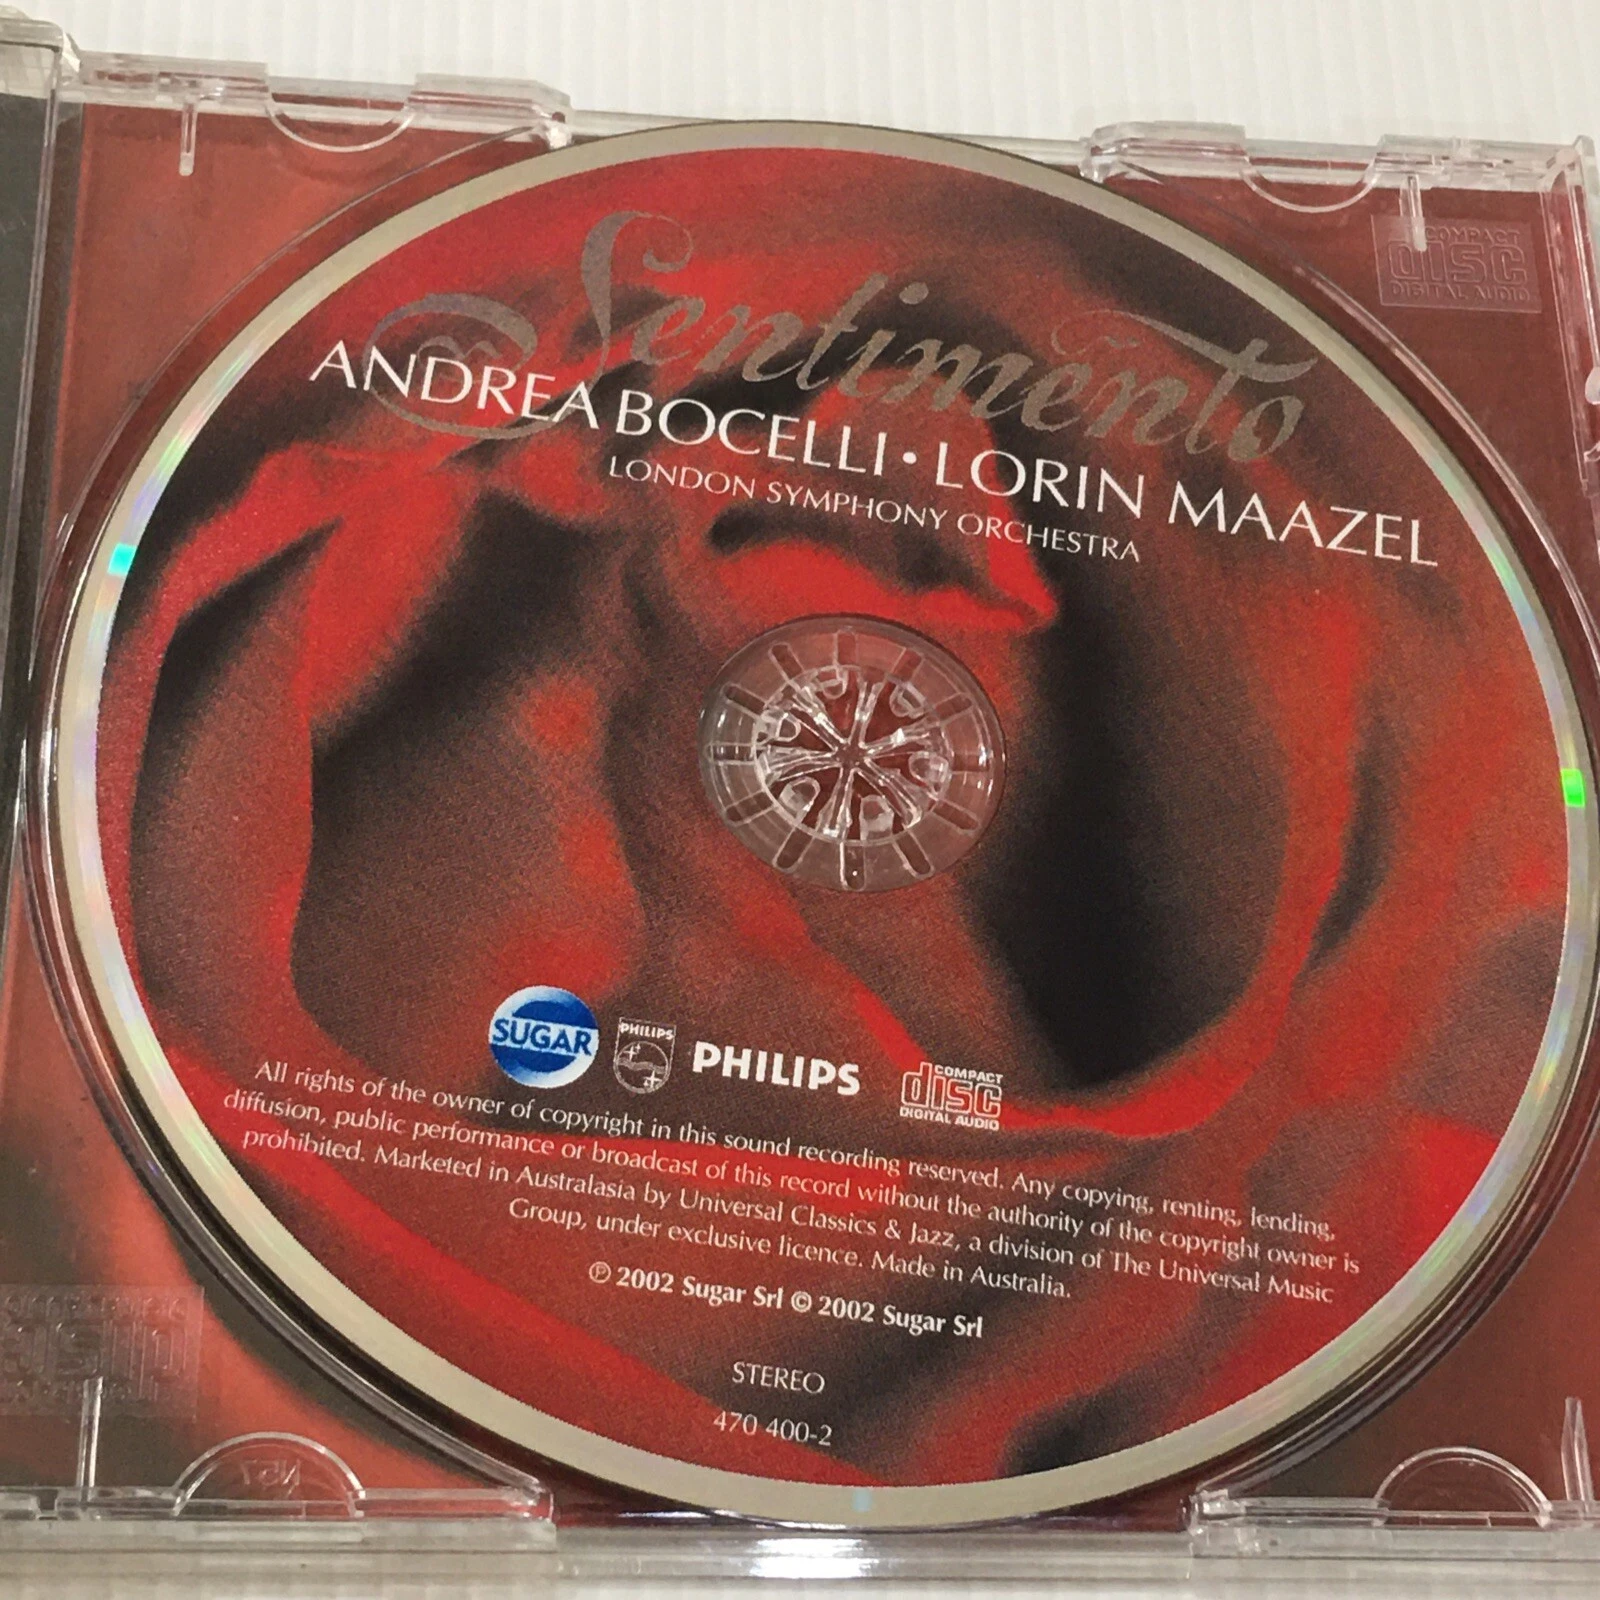 Sentimento
ANDREA BOCELLI • LORIN MAAZEL
LONDON SYMPHONY ORCHESTRA
COMPACT
disc
DIGITAL AUDIO
SUGAR
PHILIPS
PHILIPS
COMPACT
disc
DIGITAL AUDIO
All rights of the owner of copyright in this sound recording reserved. Any copying, renting, lending,
diffusion, public performance or broadcast of this record without the authority of the copyright owner is
prohibited. Marketed in Australasia by Universal Classics & Jazz, a division of The Universal Music
Group, under exclusive licence. Made in Australia.
℗ 2002 Sugar Srl © 2002 Sugar Srl
STEREO
470 400-2